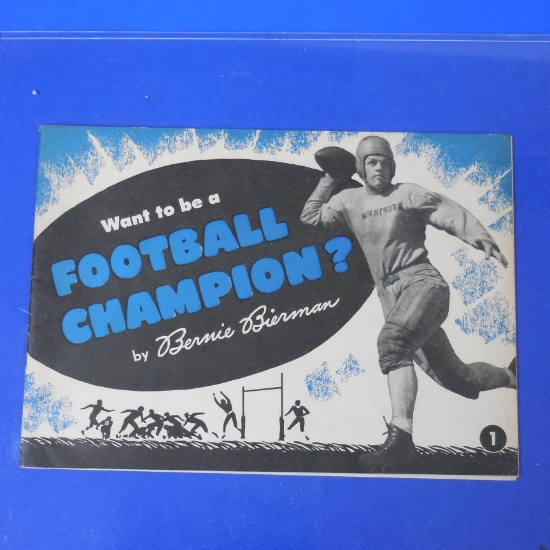 Want to be a
FOOTBALL
CHAMPION?
by Bernie Bierman
MINNESOTA
1